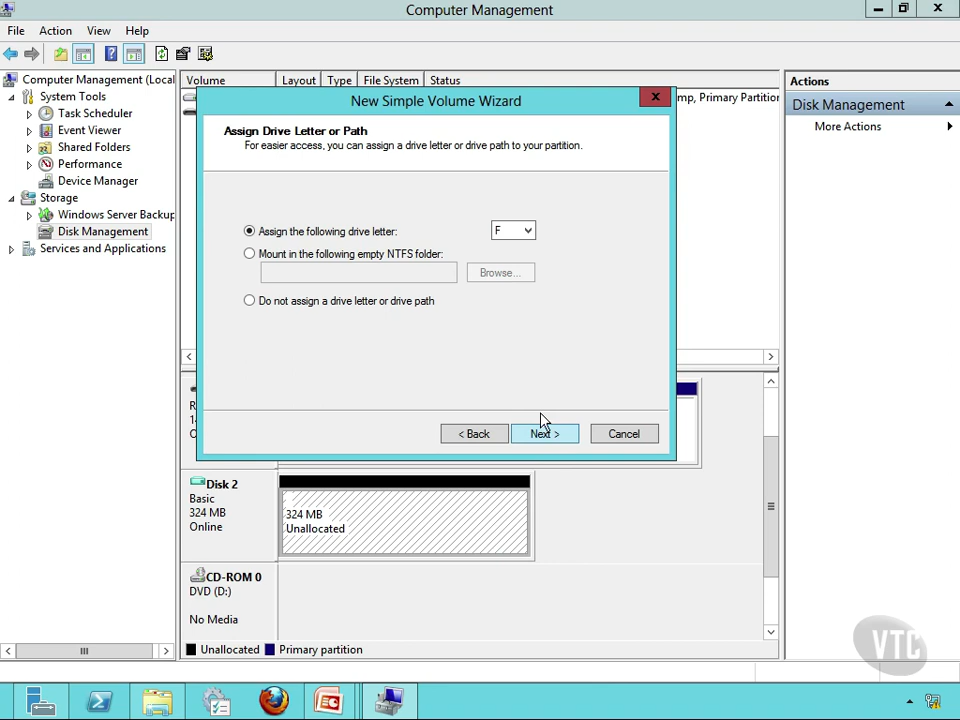 Computer Management
File Action View Help
Computer Management (Local
System Tools
Task Scheduler
Event Viewer
Shared Folders
Performance
Device Manager
Storage
Windows Server Backup
Disk Management
Services and Applications
Volume Layout Type File System Status
mp, Primary Partition
New Simple Volume Wizard
Assign Drive Letter or Path
For easier access, you can assign a drive letter or drive path to your partition.
Assign the following drive letter: F
Mount in the following empty NTFS folder:
Browse...
Do not assign a drive letter or drive path
< Back Next > Cancel
Disk 2
Basic
324 MB
Online
324 MB
Unallocated
CD-ROM 0
DVD (D:)
No Media
Unallocated Primary partition
Actions
Disk Management
More Actions
VTC